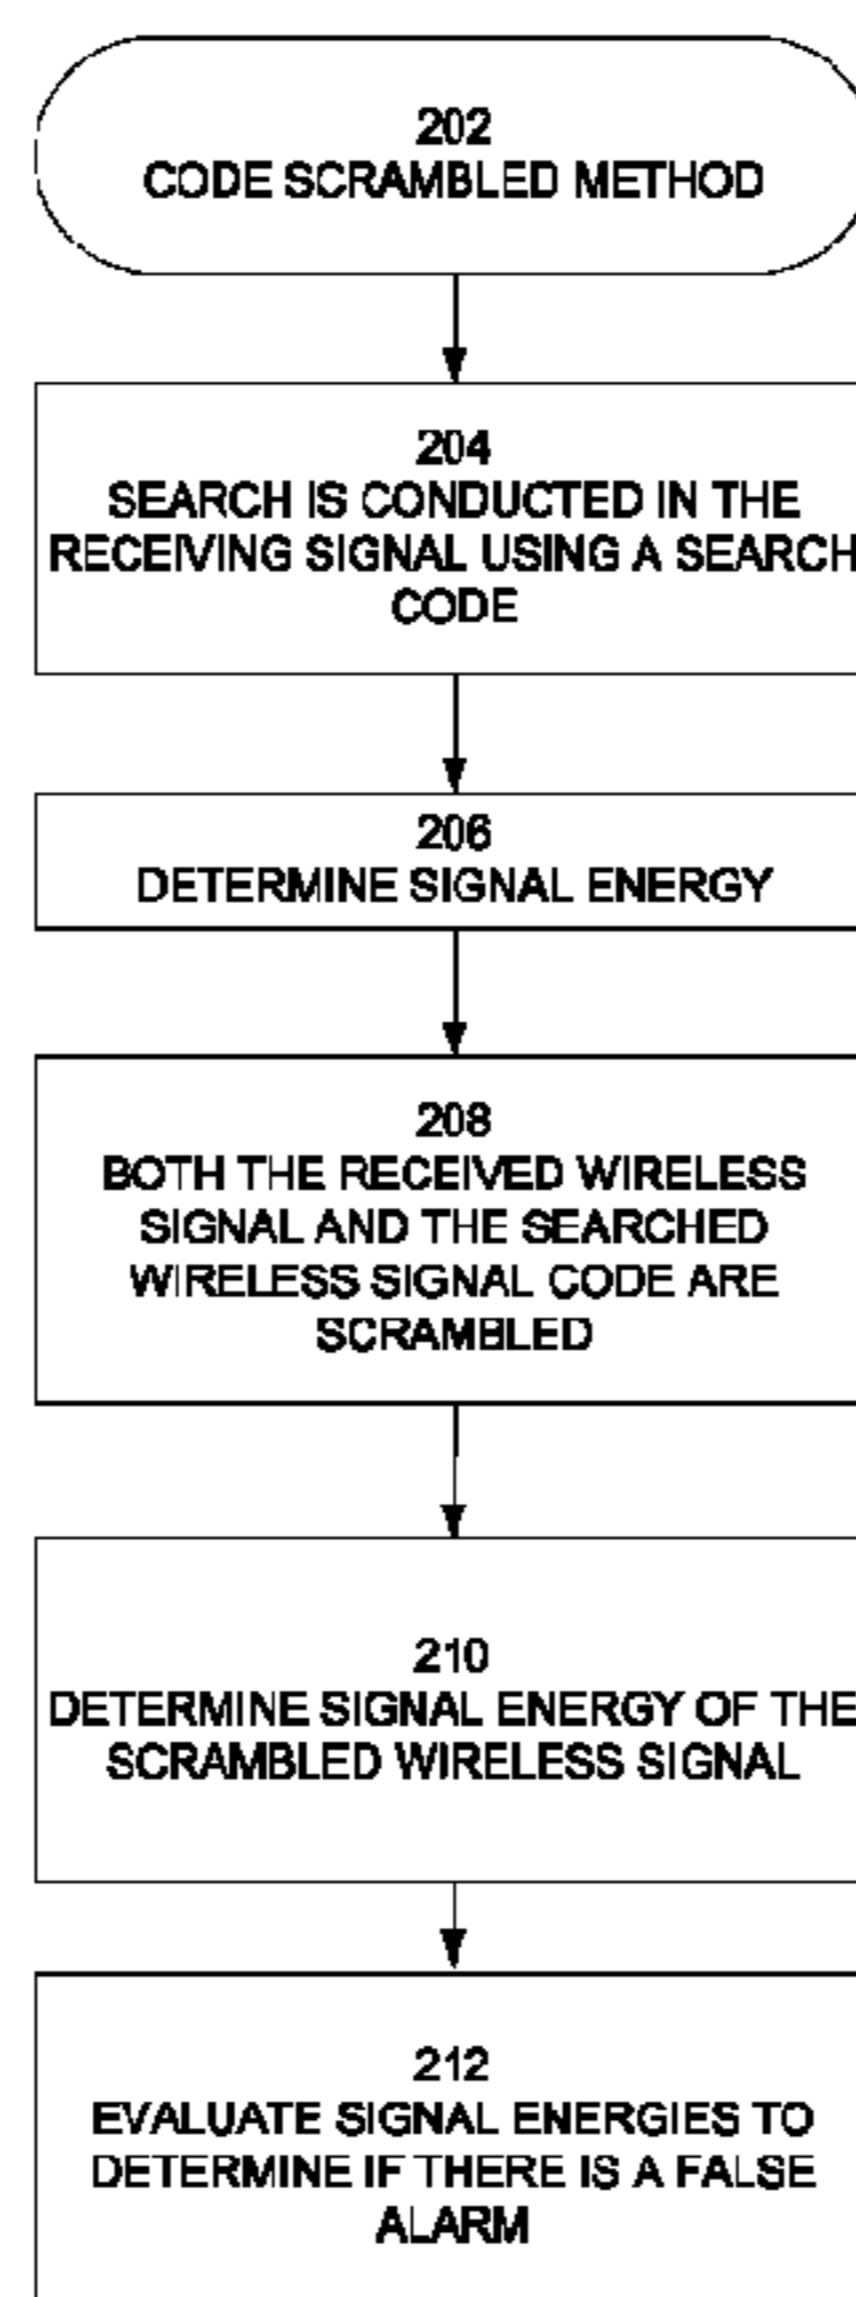 202
CODE SCRAMBLED METHOD
204
SEARCH IS CONDUCTED IN THE
RECEIVING SIGNAL USING A SEARCH
CODE
206
DETERMINE SIGNAL ENERGY
208
BOTH THE RECEIVED WIRELESS
SIGNAL AND THE SEARCHED
WIRELESS SIGNAL CODE ARE
SCRAMBLED
210
DETERMINE SIGNAL ENERGY OF THE
SCRAMBLED WIRELESS SIGNAL
212
EVALUATE SIGNAL ENERGIES TO
DETERMINE IF THERE IS A FALSE
ALARM